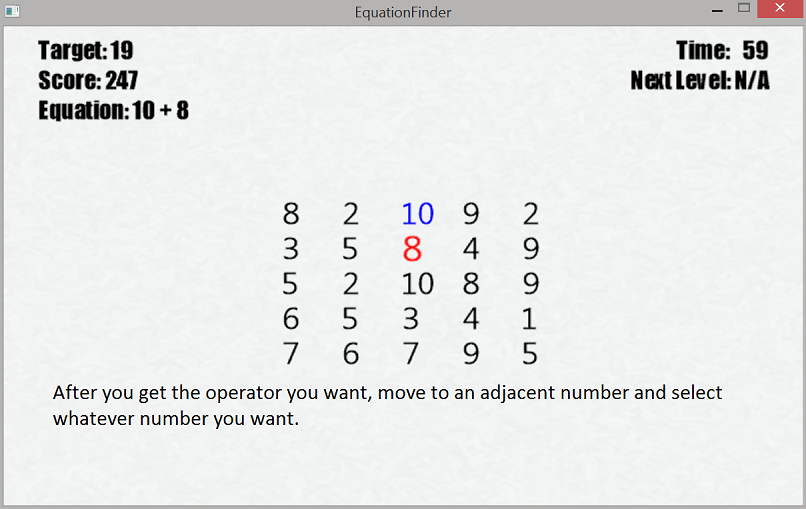 EquationFinder
Target: 19
Time: 59
Score: 247
Next Level: N/A
Equation: 10 + 8
8 2 10 9 2
3 5 8 4 9
5 2 10 8 9
6 5 3 4 1
7 6 7 9 5
After you get the operator you want, move to an adjacent number and select
whatever number you want.